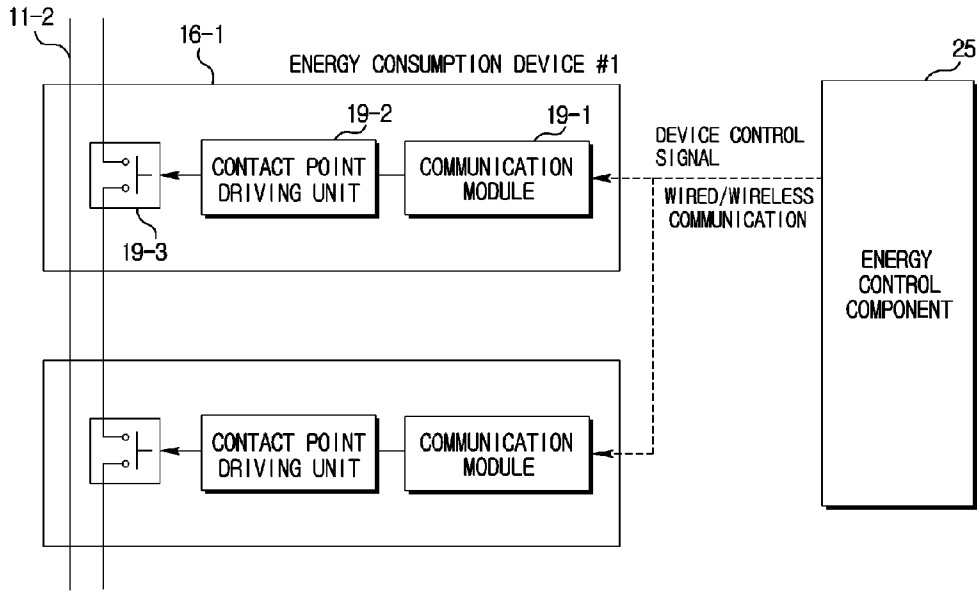 11-2
16-1
ENERGY CONSUMPTION DEVICE #1
25
19-2
19-1
CONTACT POINT
DRIVING UNIT
COMMUNICATION
MODULE
DEVICE CONTROL
SIGNAL
WIRED/WIRELESS
COMMUNICATION
19-3
ENERGY
CONTROL
COMPONENT
CONTACT POINT
DRIVING UNIT
COMMUNICATION
MODULE